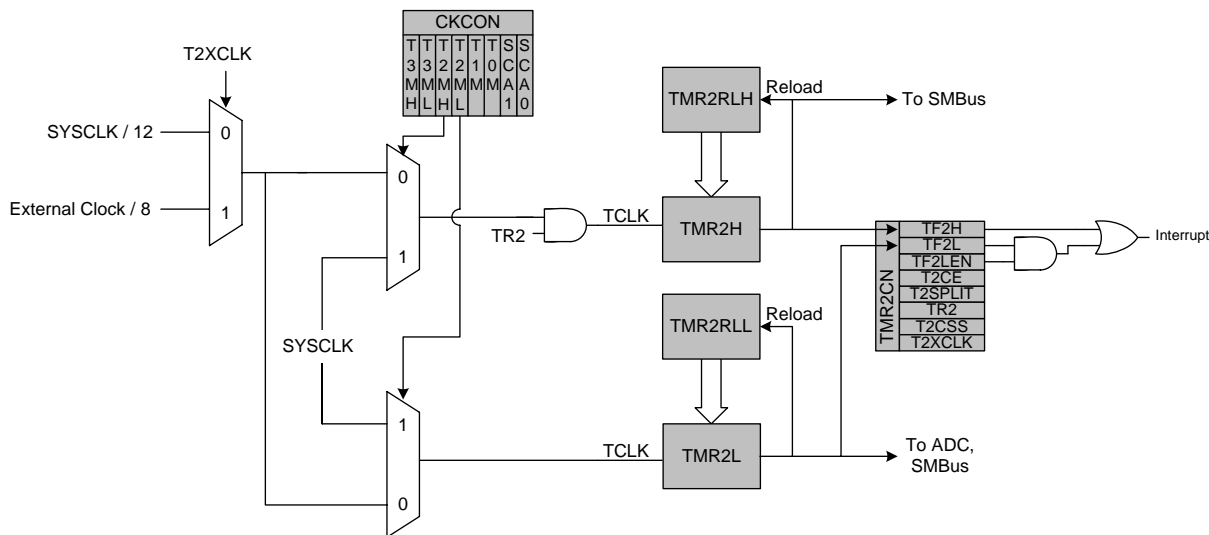 CKCON
T3MH
T3ML
T2MH
T2ML
T1M
T0M
SCA1
SCA0
T2XCLK
SYSCLK / 12
0
External Clock / 8
1
0
1
SYSCLK
1
0
TR2
TCLK
TMR2RLH
Reload
To SMBus
TMR2H
TMR2CN
TF2H
TF2L
TF2LEN
T2CE
T2SPLIT
TR2
T2CSS
T2XCLK
Interrupt
TMR2RLL
Reload
TCLK
TMR2L
To ADC,
SMBus